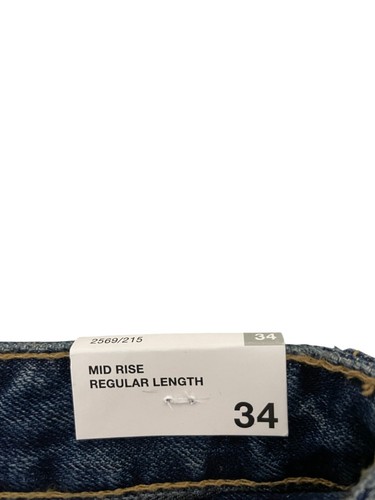 2569/215 34
MID RISE
REGULAR LENGTH
34